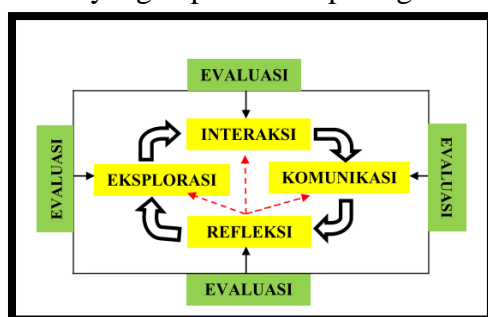 EVALUASI
INTERAKSI
EVALUASI
EKSPLORASI
KOMUNIKASI
EVALUASI
REFLEKSI
EVALUASI